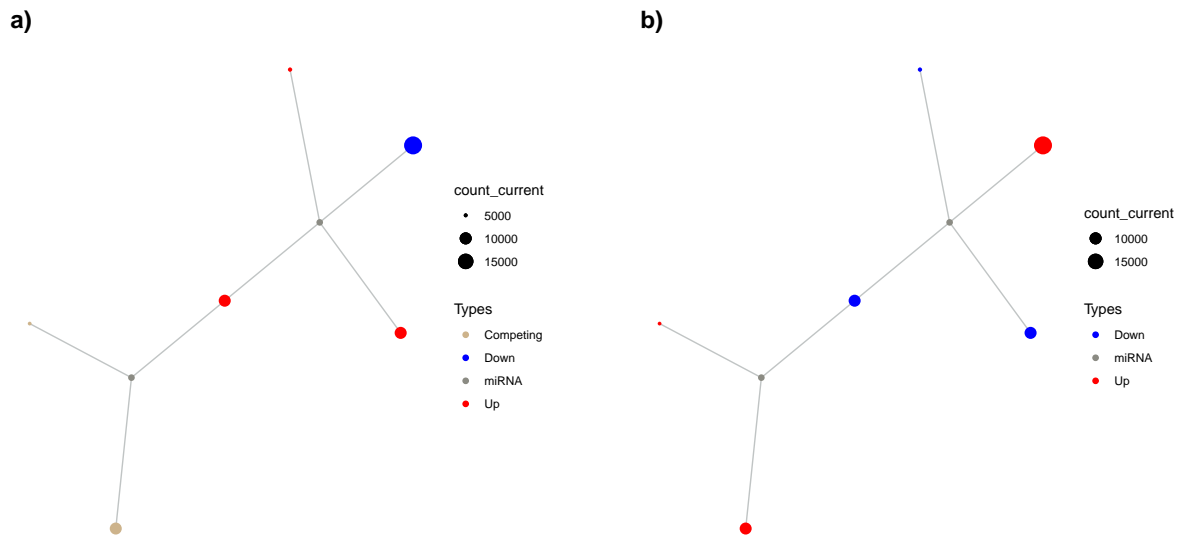 a)
count_current
5000
10000
15000
Types
Competing
Down
miRNA
Up
b)
count_current
10000
15000
Types
Down
miRNA
Up